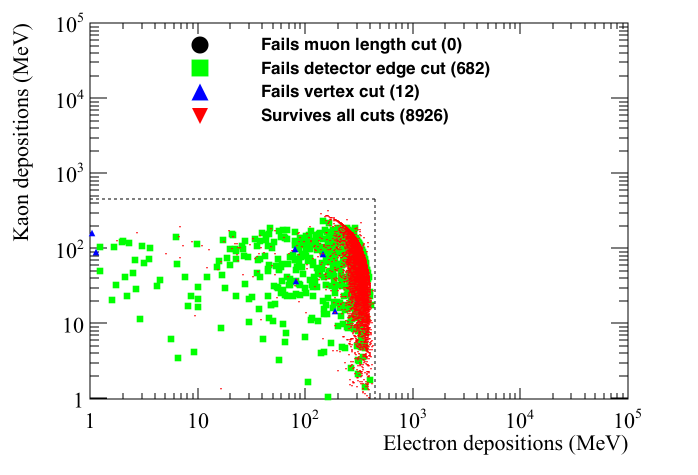 10^5
Fails muon length cut (0)
Fails detector edge cut (682)
Fails vertex cut (12)
Survives all cuts (8926)
Kaon depositions (MeV)
10^4
10^3
10^2
10
1
1 10 10^2 10^3 10^4 10^5
Electron depositions (MeV)